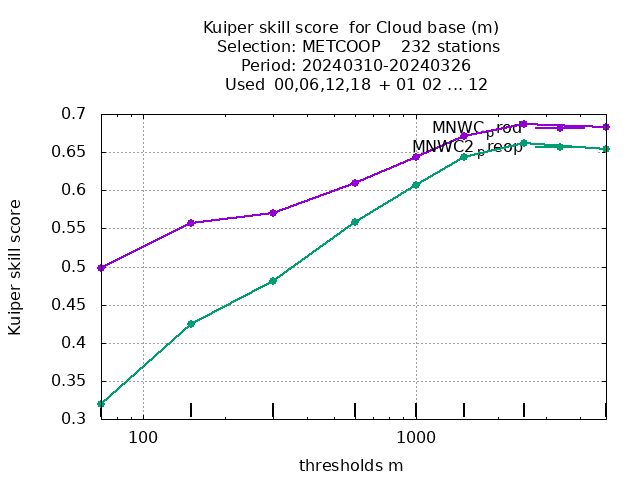 Kuiper skill score for Cloud base (m)
Selection: METCOOP 232 stations
Period: 20240310-20240326
Used 00,06,12,18 + 01 02 ... 12
0.7
0.65
0.6
0.55
0.5
0.45
0.4
0.35
0.3
Kuiper skill score
MNWC_prod
MNWC2_preop
100 1000
thresholds m